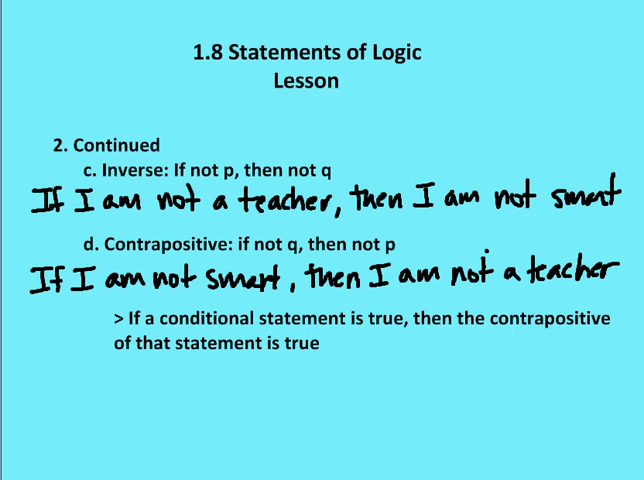 1.8 Statements of Logic
Lesson
2. Continued
c. Inverse: If not p, then not q
If I am not a teacher, then I am not smart
d. Contrapositive: if not q, then not p
If I am not smart, then I am not a teacher
> If a conditional statement is true, then the contrapositive
of that statement is true